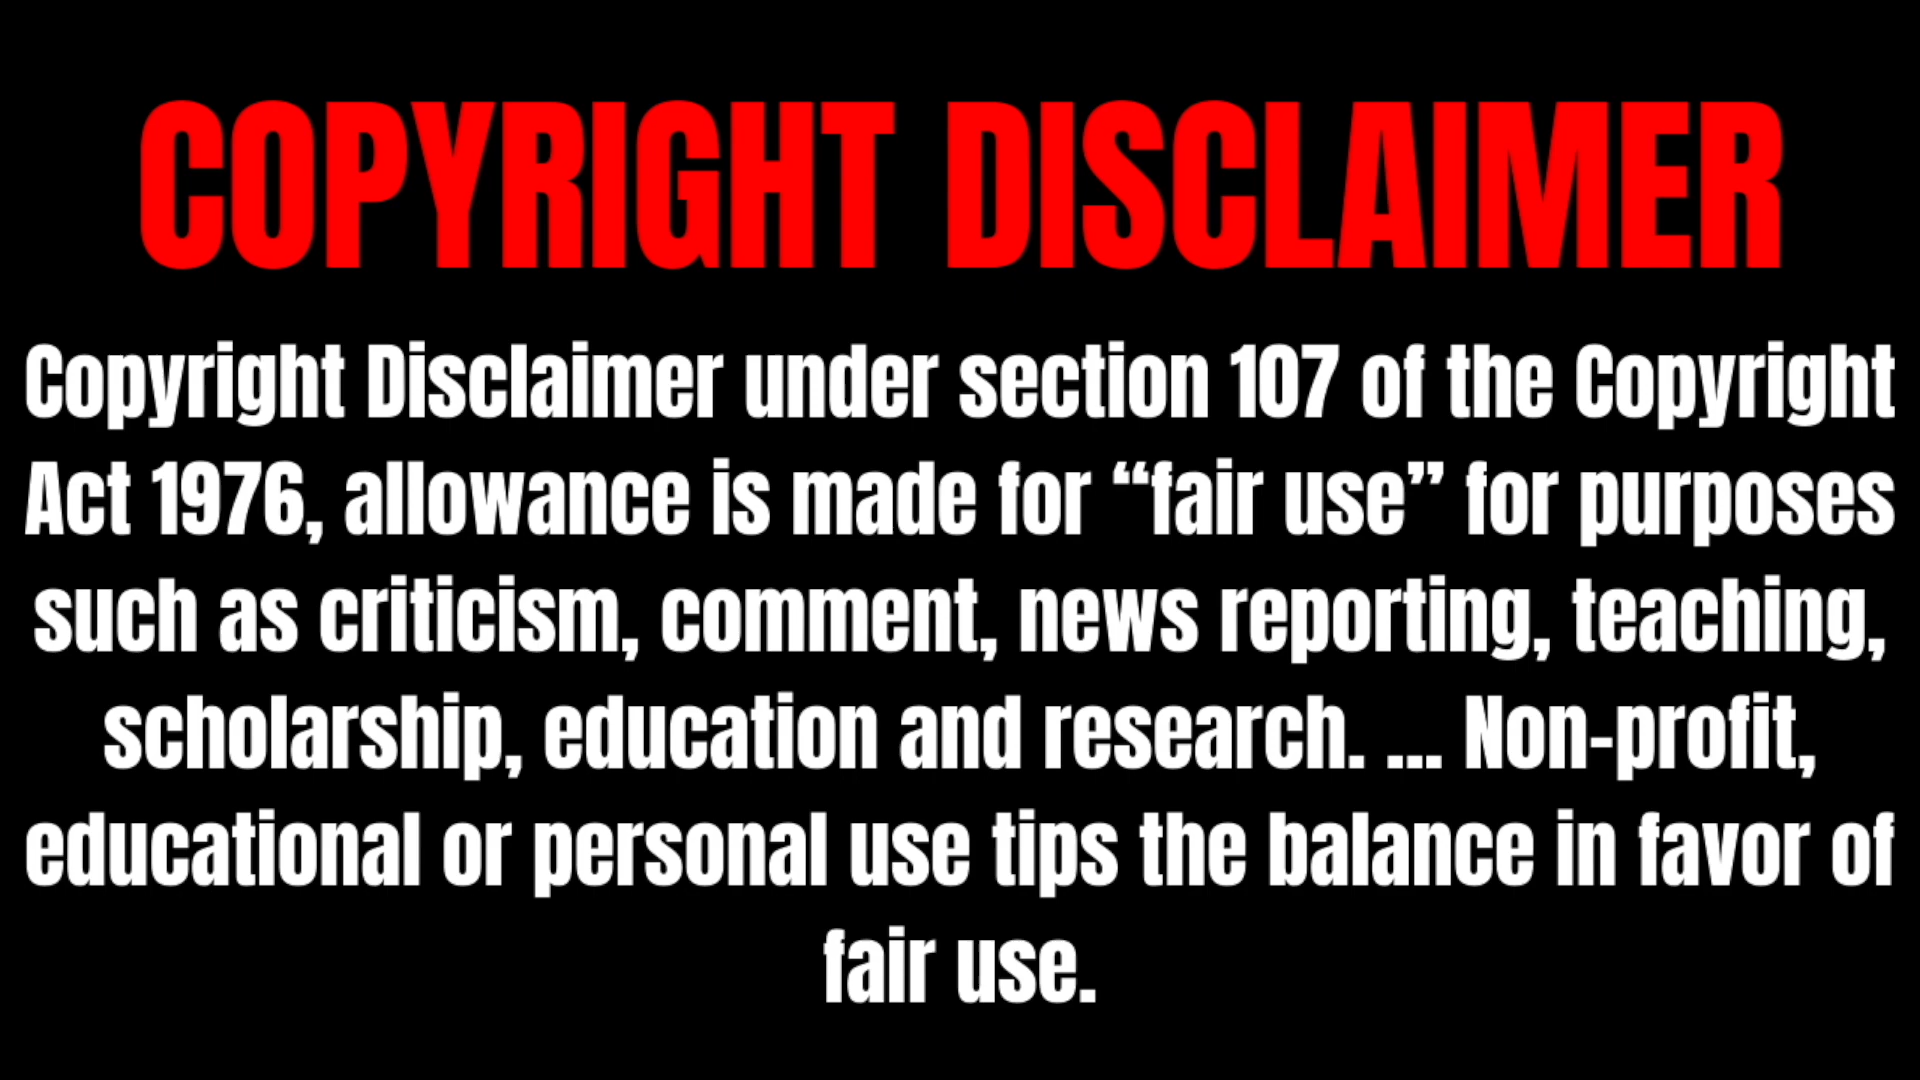 COPYRIGHT DISCLAIMER
Copyright Disclaimer under section 107 of the Copyright
Act 1976, allowance is made for “fair use” for purposes
such as criticism, comment, news reporting, teaching,
scholarship, education and research. ... Non-profit,
educational or personal use tips the balance in favor of
fair use.